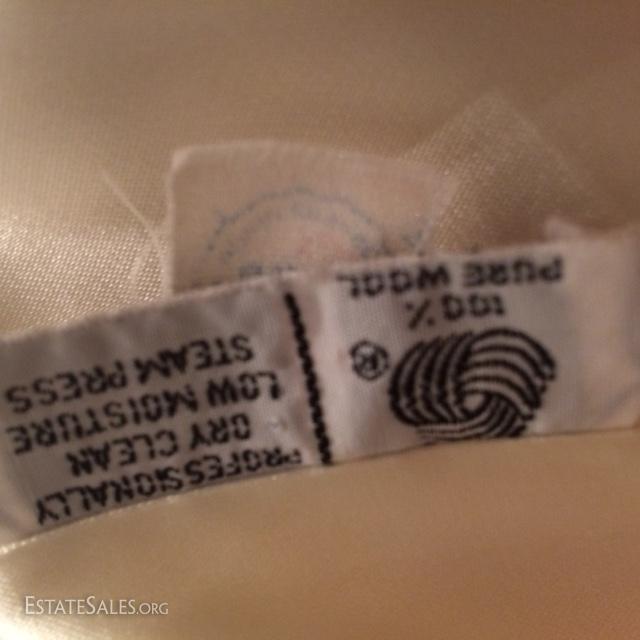 PROFESSIONALLY
DRY CLEAN
LOW MOISTURE
STEAM PRESS
®
100%
PURE WOOL
ESTATESALES.ORG